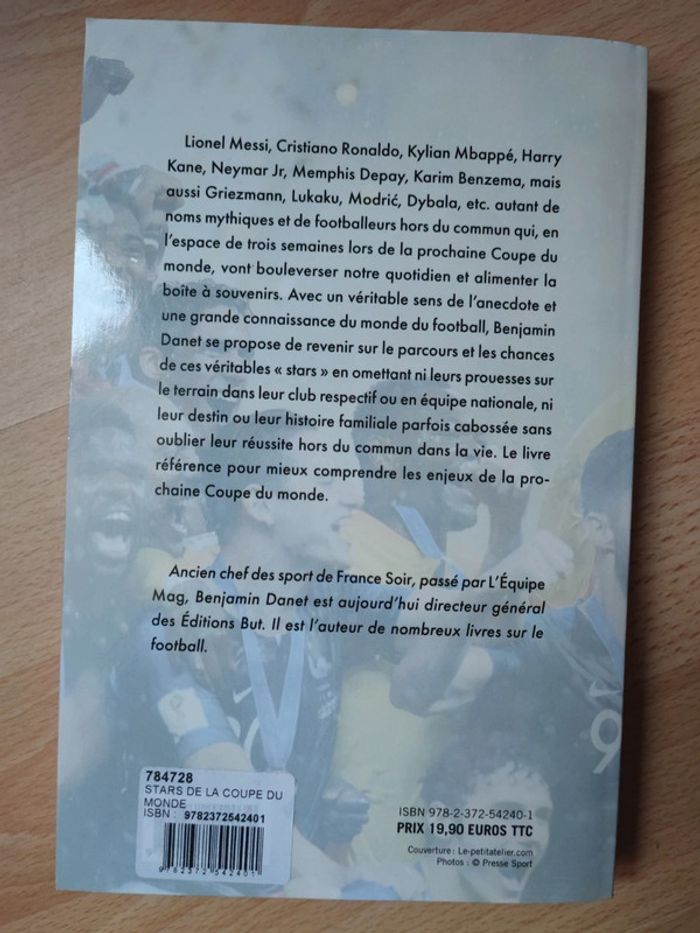 Lionel Messi, Cristiano Ronaldo, Kylian Mbappé, Harry
Kane, Neymar Jr, Memphis Depay, Karim Benzema, mais
aussi Griezmann, Lukaku, Modrić, Dybala, etc. autant de
noms mythiques et de footballeurs hors du commun qui, en
l'espace de trois semaines lors de la prochaine Coupe du
monde, vont bouleverser notre quotidien et alimenter la
boîte à souvenirs. Avec un véritable sens de l'anecdote et
une grande connaissance du monde du football, Benjamin
Danet se propose de revenir sur le parcours et les chances
de ces véritables « stars » en omettant ni leurs prouesses sur
le terrain dans leur club respectif ou en équipe nationale, ni
leur destin ou leur histoire familiale parfois cabossée sans
oublier leur réussite hors du commun dans la vie. Le livre
référence pour mieux comprendre les enjeux de la pro-
chaine Coupe du monde.
Ancien chef des sport de France Soir, passé par L'Équipe
Mag, Benjamin Danet est aujourd'hui directeur général
des Éditions But. Il est l'auteur de nombreux livres sur le
football.
9
784728
STARS DE LA COUPE DU
MONDE
ISBN : 9782372542401
9 782372 542401
ISBN 978-2-372-54240-1
PRIX 19,90 EUROS TTC
Couverture : Le-petitatelier.com
Photos : © Presse Sport